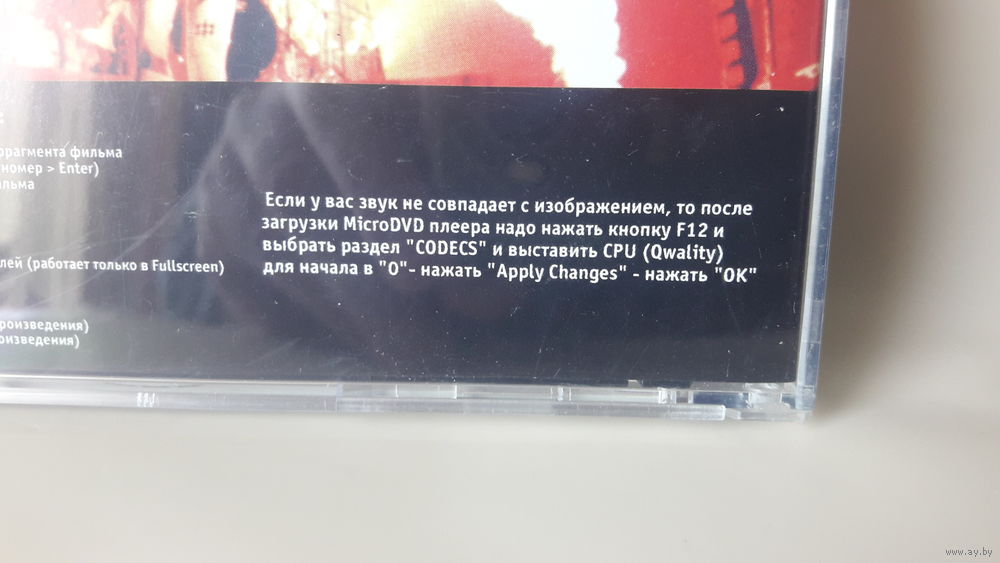 фрагмента фильма
номер > Enter)
Если у вас звук не совпадает с изображением, то после
загрузки MicroDVD плеера надо нажать кнопку F12 и
выбрать раздел "CODECS" и выставить CPU (Qwality)
для начала в "0"- нажать "Apply Changes" - нажать "OK"
лей (работает только в Fullscreen)
роизведения)
оизведения)
www.ay.by